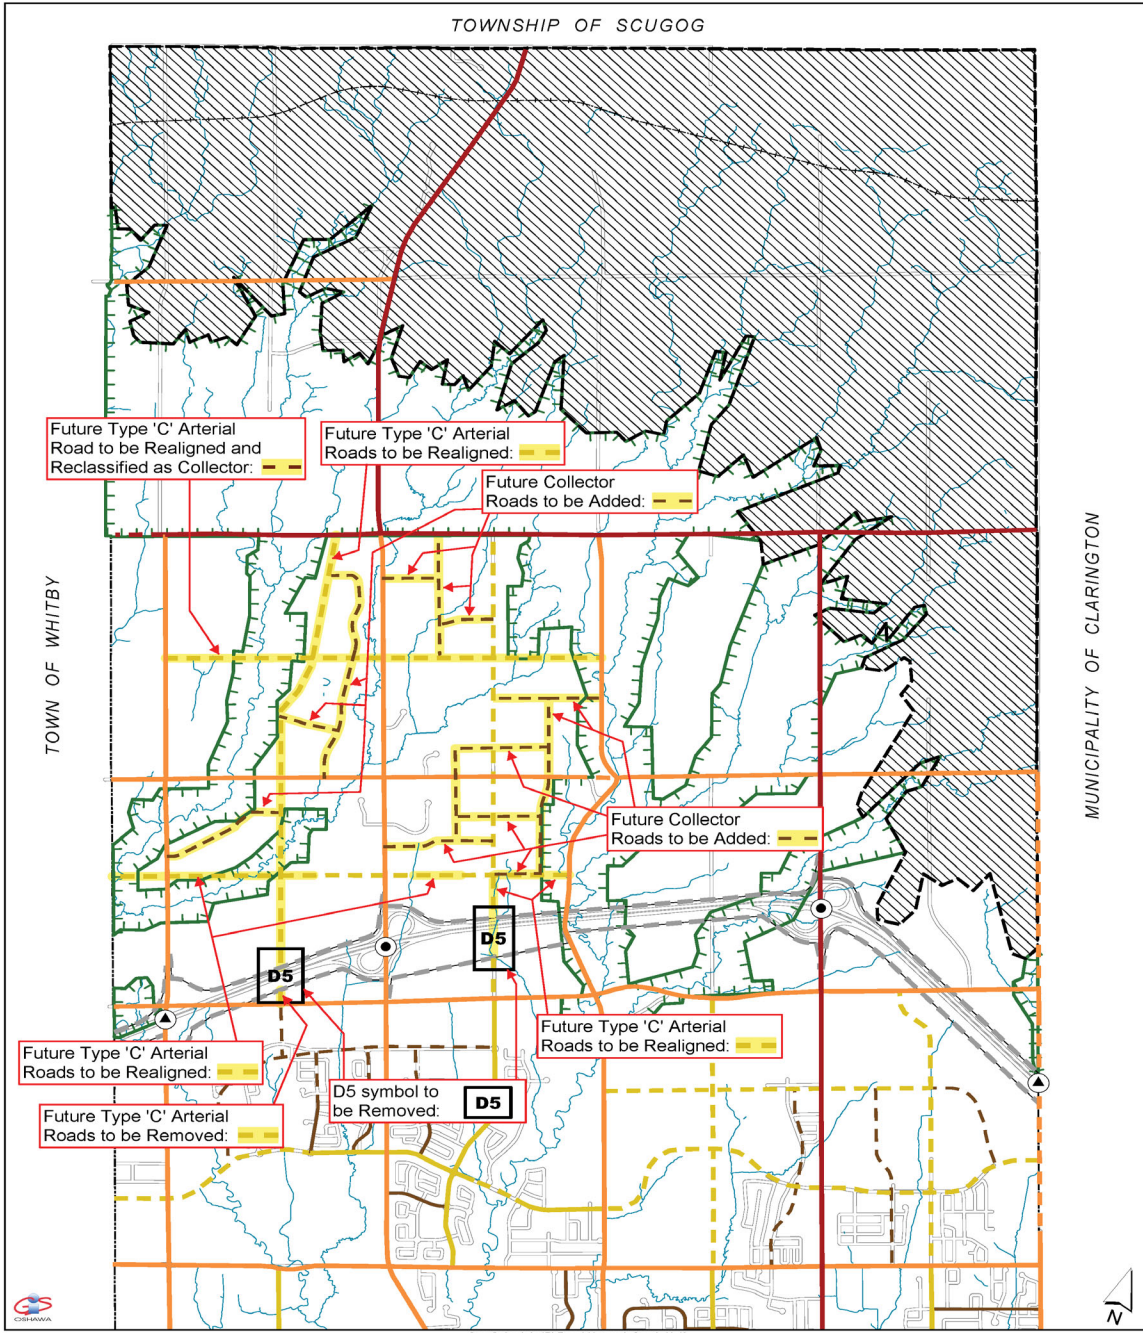 TOWNSHIP OF SCUGOG
Future Type 'C' Arterial
Road to be Realigned and
Reclassified as Collector:
Future Type 'C' Arterial
Roads to be Realigned:
Future Collector
Roads to be Added:
TOWN OF WHITBY
MUNICIPALITY OF CLARINGTON
Future Collector
Roads to be Added:
D5
D5
Future Type 'C' Arterial
Roads to be Realigned:
Future Type 'C' Arterial
Roads to be Realigned:
D5 symbol to
be Removed:
D5
Future Type 'C' Arterial
Roads to be Removed:
GIS
OSHAWA
N